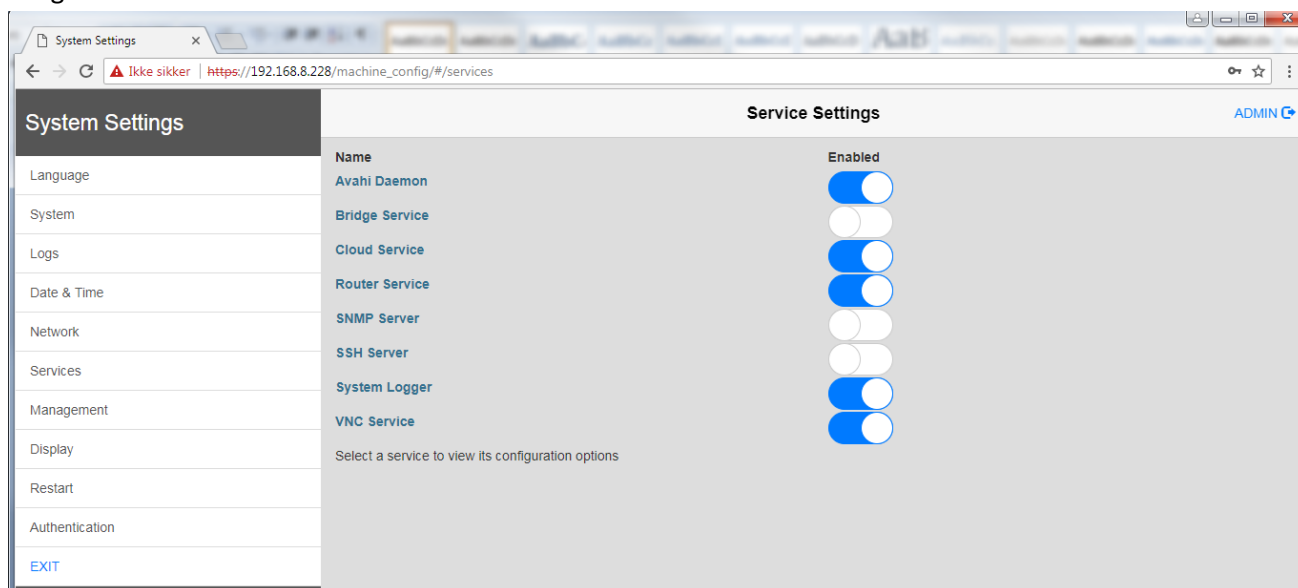 System Settings
Ikke sikker | https://192.168.8.228/machine_config/#/services
System Settings
Service Settings
ADMIN
Language
System
Logs
Date & Time
Network
Services
Management
Display
Restart
Authentication
EXIT
Name Enabled
Avahi Daemon
Bridge Service
Cloud Service
Router Service
SNMP Server
SSH Server
System Logger
VNC Service
Select a service to view its configuration options